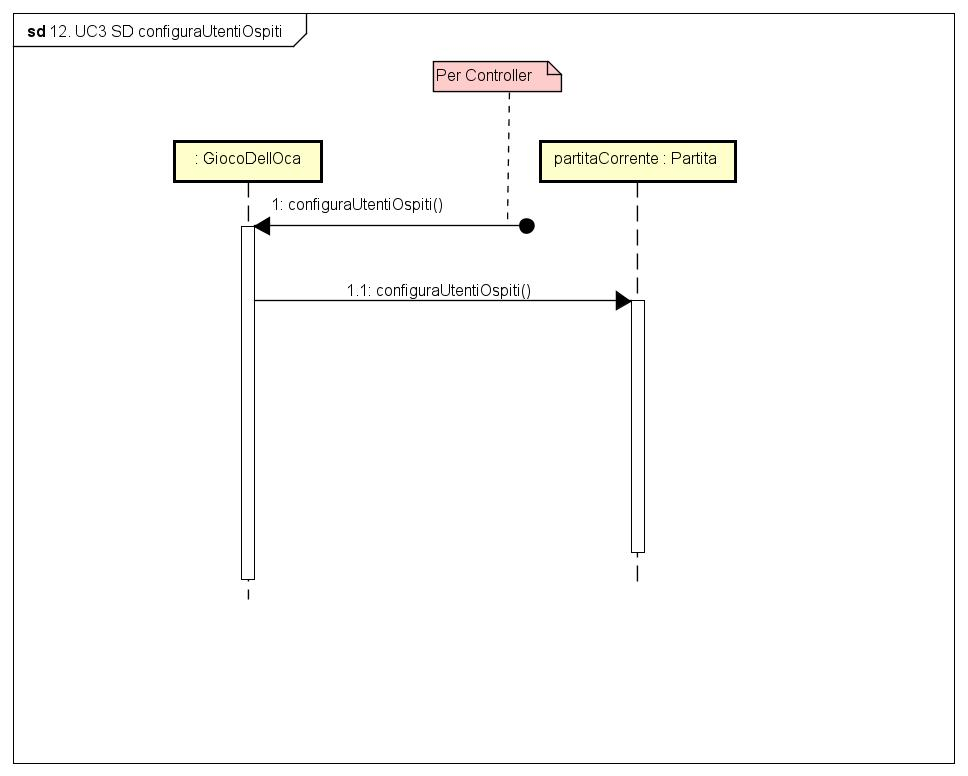 sd 12. UC3 SD configuraUtentiOspiti
Per Controller
: GiocoDellOca
partitaCorrente : Partita
1: configuraUtentiOspiti()
1.1: configuraUtentiOspiti()